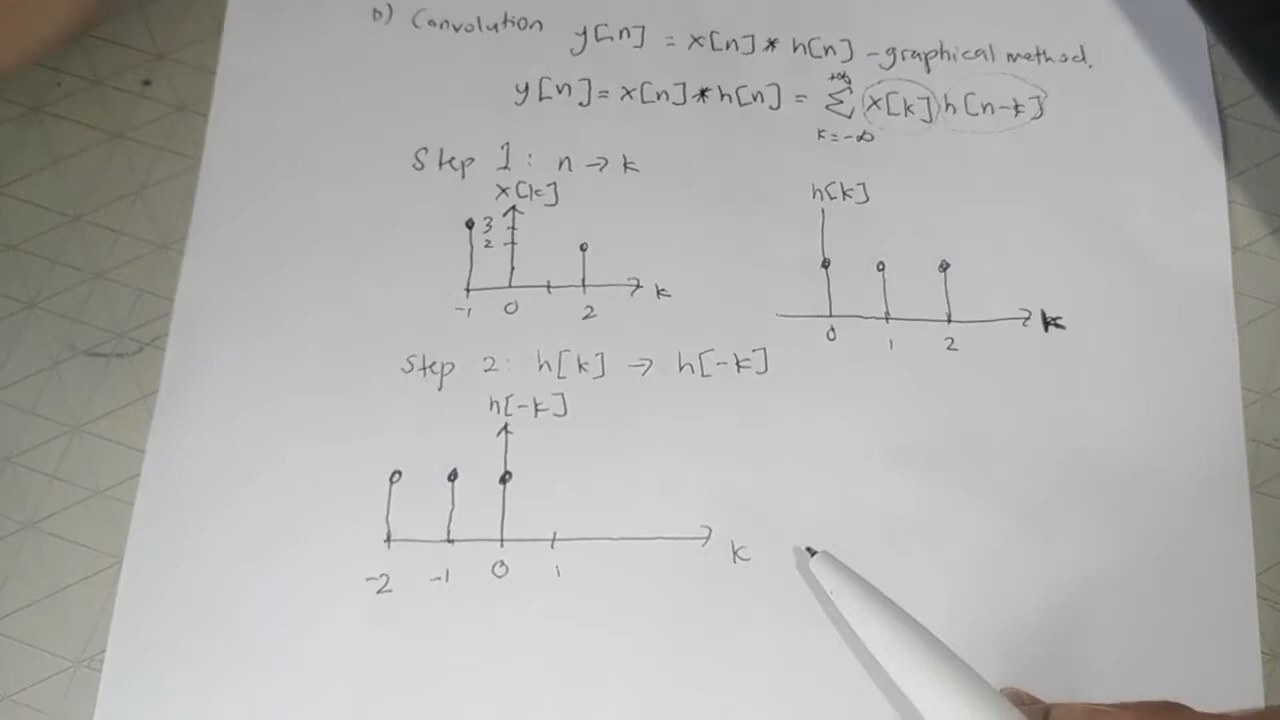 b) Convolution y[n] = x[n] * h[n] - graphical method.
y[n] = x[n] * h[n] = +∞ Σ k=-∞ x[k] h[n-k]
Step 1: n → k
x[k] h[k]
3
2
k k
-1 0 2 0 1 2
Step 2: h[k] → h[-k]
h[-k]
k
-2 -1 0 1